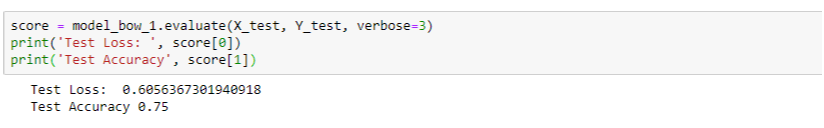 score = model_bow_1.evaluate(X_test, Y_test, verbose=3)
print('Test Loss: ', score[0])
print('Test Accuracy', score[1])
Test Loss:  0.6056367301940918
Test Accuracy 0.75